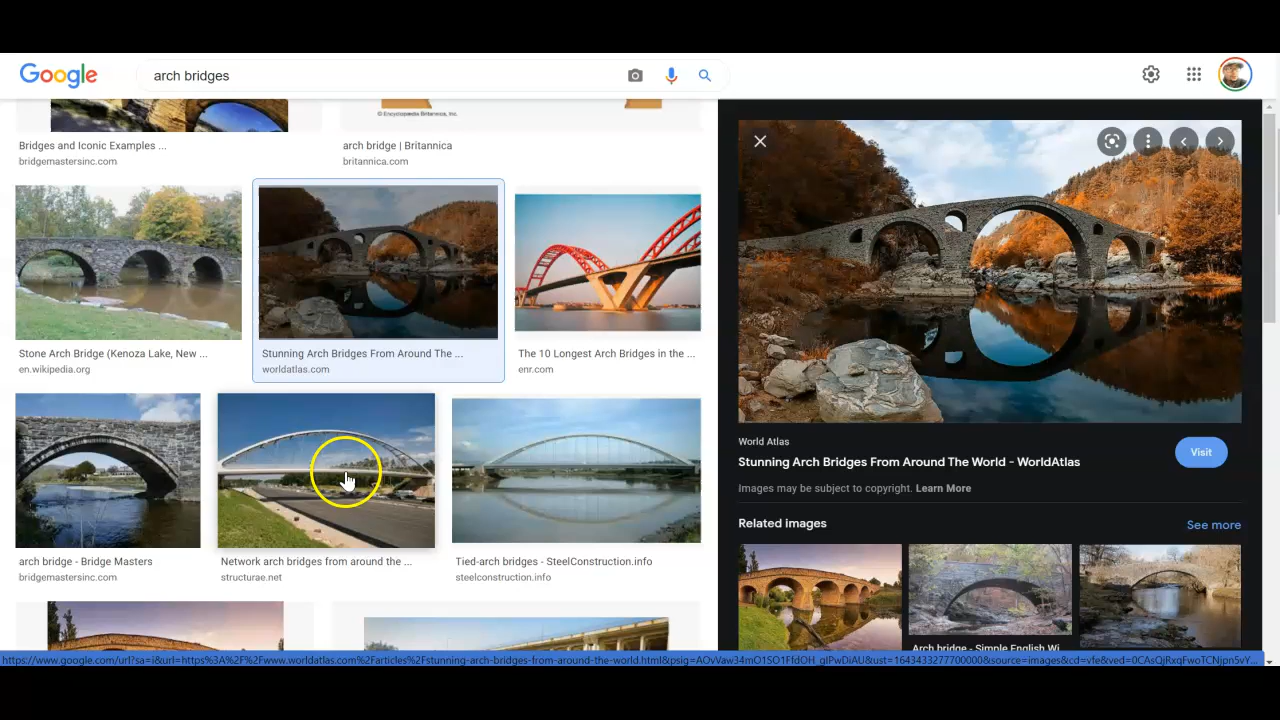 Google
arch bridges
© Encyclopædia Britannica, Inc.
Bridges and Iconic Examples ...
bridgemastersinc.com
arch bridge | Britannica
britannica.com
Stone Arch Bridge (Kenoza Lake, New ...
en.wikipedia.org
Stunning Arch Bridges From Around The ...
worldatlas.com
The 10 Longest Arch Bridges in the ...
enr.com
arch bridge - Bridge Masters
bridgemastersinc.com
Network arch bridges from around the ...
structurae.net
Tied-arch bridges - SteelConstruction.info
steelconstruction.info
World Atlas
Stunning Arch Bridges From Around The World - WorldAtlas
Visit
Images may be subject to copyright. Learn More
Related images
See more
Arch bridge - Simple English Wi